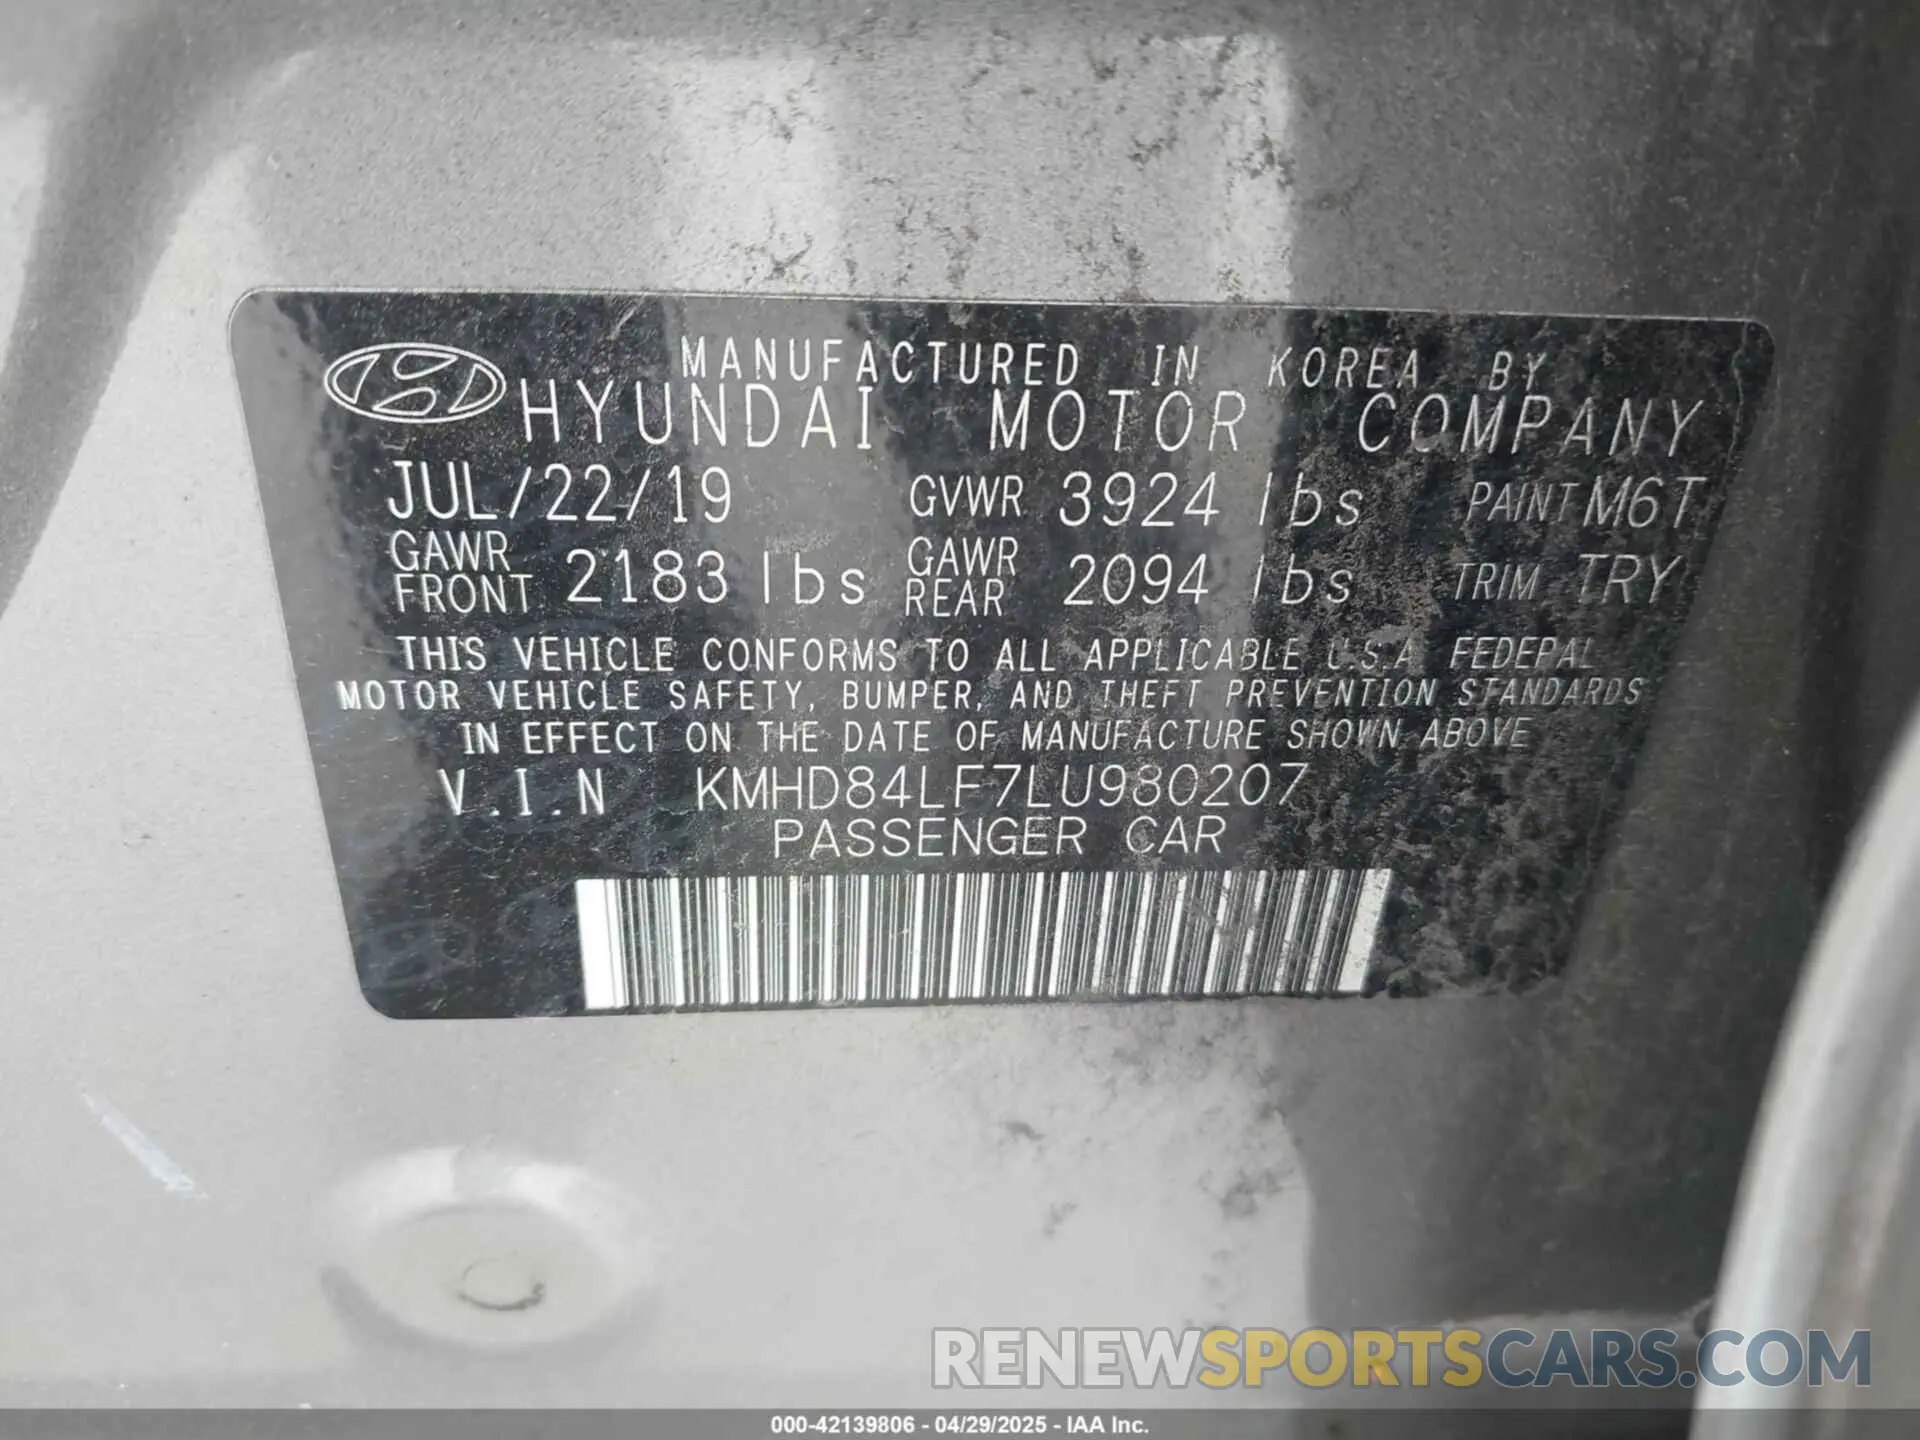 MANUFACTURED IN KOREA BY
HYUNDAI MOTOR COMPANY
JUL/22/19 GVWR 3924 lbs PAINT M6T
GAWR FRONT 2183 lbs GAWR REAR 2094 lbs TRIM TRY
THIS VEHICLE CONFORMS TO ALL APPLICABLE U.S.A. FEDERAL
MOTOR VEHICLE SAFETY, BUMPER, AND THEFT PREVENTION STANDARDS
IN EFFECT ON THE DATE OF MANUFACTURE SHOWN ABOVE
V.I.N KMHD84LF7LU980207
PASSENGER CAR
RENEWSPORTSCARS.COM
000-42139806 - 04/29/2025 - IAA Inc.